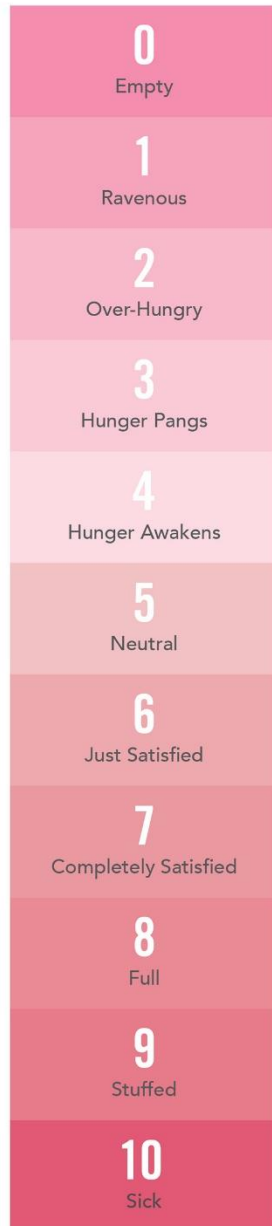 0
Empty
1
Ravenous
2
Over-Hungry
3
Hunger Pangs
4
Hunger Awakens
5
Neutral
6
Just Satisfied
7
Completely Satisfied
8
Full
9
Stuffed
10
Sick